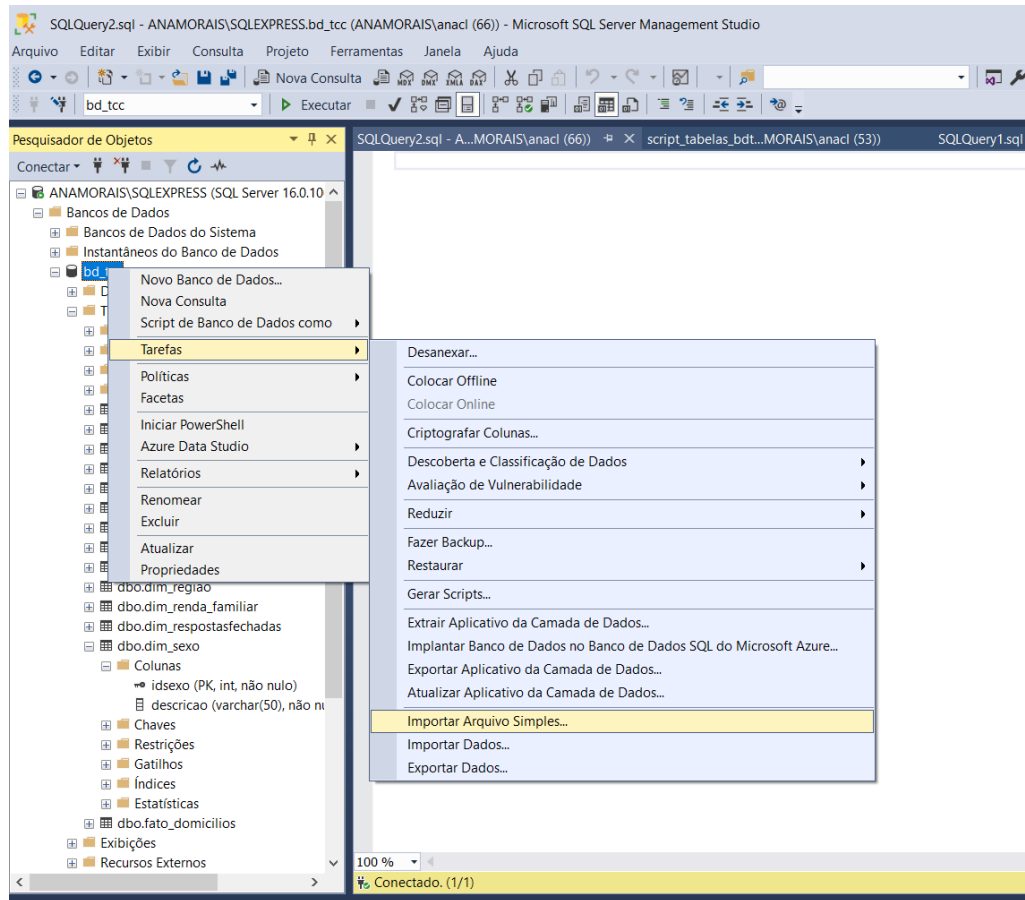 SQLQuery2.sql - ANAMORAIS\SQLEXPRESS.bd_tcc (ANAMORAIS\anacl (66)) - Microsoft SQL Server Management Studio
Arquivo Editar Exibir Consulta Projeto Ferramentas Janela Ajuda
Nova Consulta MDX DMX XMLA DAX
bd_tcc Executar
Pesquisador de Objetos
SQLQuery2.sql - A...MORAIS\anacl (66)) script_tabelas_bdt...MORAIS\anacl (53)) SQLQuery1.sql
Conectar
ANAMORAIS\SQLEXPRESS (SQL Server 16.0.10
Bancos de Dados
Bancos de Dados do Sistema
Instantâneos do Banco de Dados
bd_t
D
T
Novo Banco de Dados...
Nova Consulta
Script de Banco de Dados como
Tarefas
Políticas
Facetas
Iniciar PowerShell
Azure Data Studio
Relatórios
Renomear
Excluir
Atualizar
Propriedades
Desanexar...
Colocar Offline
Colocar Online
Criptografar Colunas...
Descoberta e Classificação de Dados
Avaliação de Vulnerabilidade
Reduzir
Fazer Backup...
Restaurar
Gerar Scripts...
Extrair Aplicativo da Camada de Dados...
Implantar Banco de Dados no Banco de Dados SQL do Microsoft Azure...
Exportar Aplicativo da Camada de Dados...
Atualizar Aplicativo da Camada de Dados...
Importar Arquivo Simples...
Importar Dados...
Exportar Dados...
dbo.dim_regiao
dbo.dim_renda_familiar
dbo.dim_respostasfechadas
dbo.dim_sexo
Colunas
idsexo (PK, int, não nulo)
descricao (varchar(50), não nu
Chaves
Restrições
Gatilhos
Índices
Estatísticas
dbo.fato_domicilios
Exibições
Recursos Externos
100 %
Conectado. (1/1)